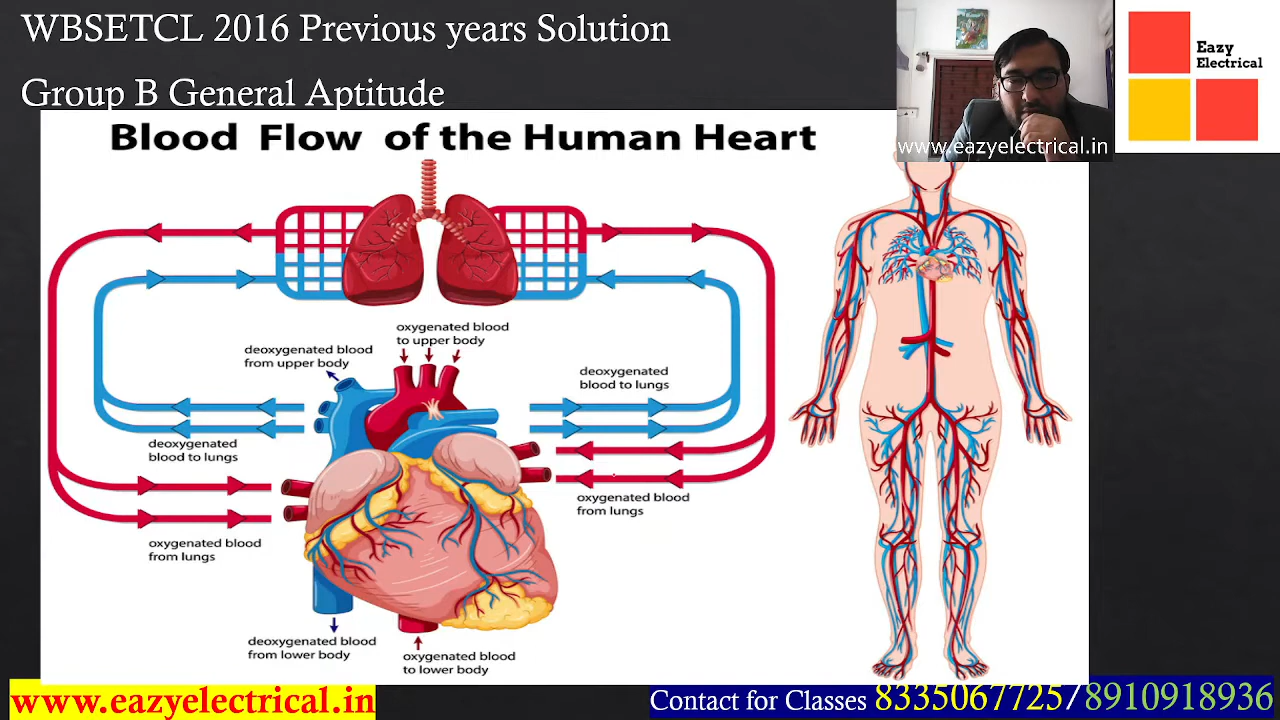 WBSETCL 2016 Previous years Solution
Group B General Aptitude
Eazy
Electrical
www.eazyelectrical.in
Blood Flow of the Human Heart
oxygenated blood
to upper body
deoxygenated blood
from upper body
deoxygenated
blood to lungs
deoxygenated
blood to lungs
oxygenated blood
from lungs
oxygenated blood
from lungs
deoxygenated blood
from lower body
oxygenated blood
to lower body
www.eazyelectrical.in
Contact for Classes 8335067725/8910918936